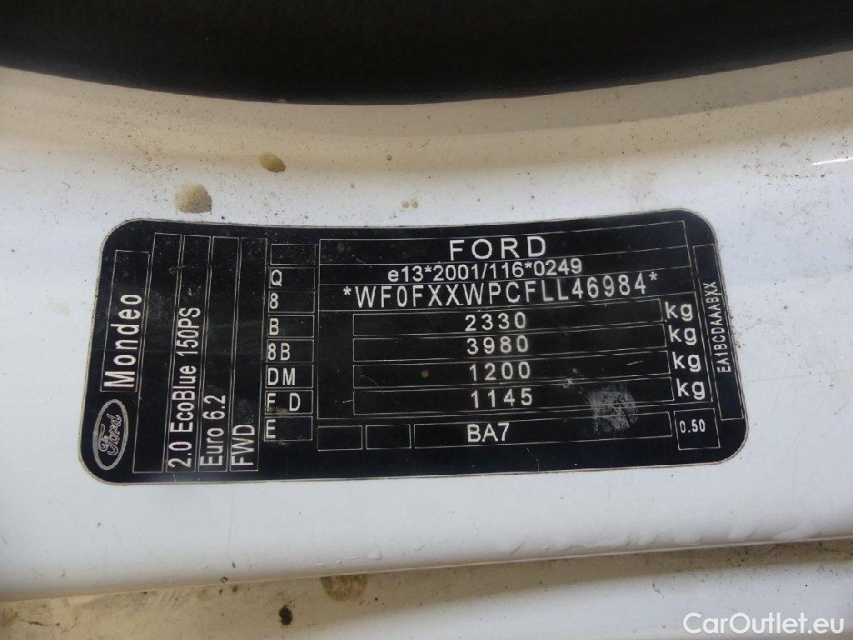 FORD
e13*2001/116*0249
*WF0FXXWPCFLL46984*
2330 kg
3980 kg
1200 kg
1145 kg
BA7
0.50
Q
8
B
8B
DM
F D
E
Mondeo
2.0 EcoBlue 150PS
Euro 6.2
FWD
Ford
EA1BCDAAABXX
CarOutlet.eu